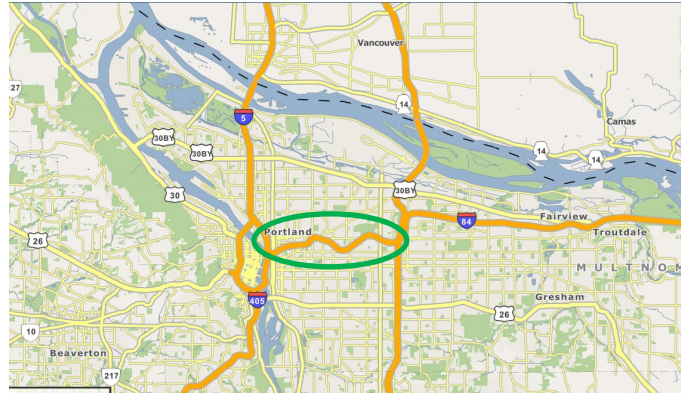 Vancouver
27
5
14
Camas
14
14
30BY
30BY
30
30BY
Fairview
84
Portland
Troutdale
26
M U L T N O M
405
Gresham
26
10
Beaverton
217